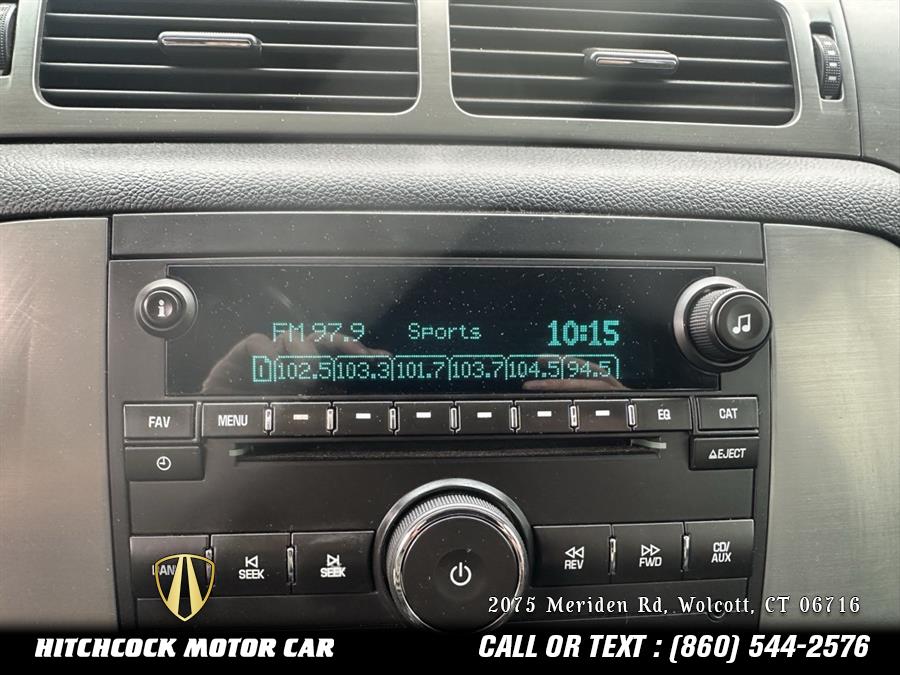 FM 97.9 Sports 10:15
1 102.5 103.3 101.7 103.7 104.5 94.5
FAV MENU EQ CAT
EJECT
SEEK SEEK REV FWD CD/AUX
2075 Meriden Rd, Wolcott, CT 06716
HITCHCOCK MOTOR CAR CALL OR TEXT : (860) 544-2576